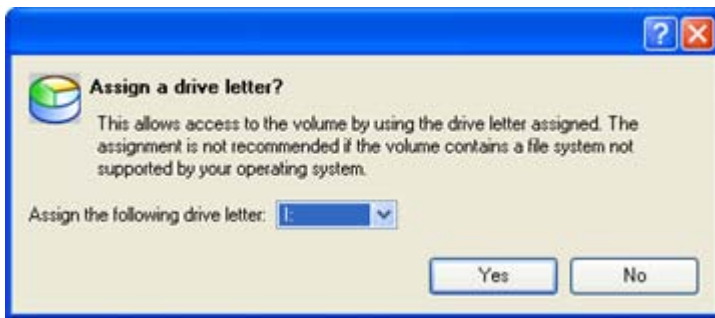 Assign a drive letter?
This allows access to the volume by using the drive letter assigned. The
assignment is not recommended if the volume contains a file system not
supported by your operating system.
Assign the following drive letter: I:
Yes No